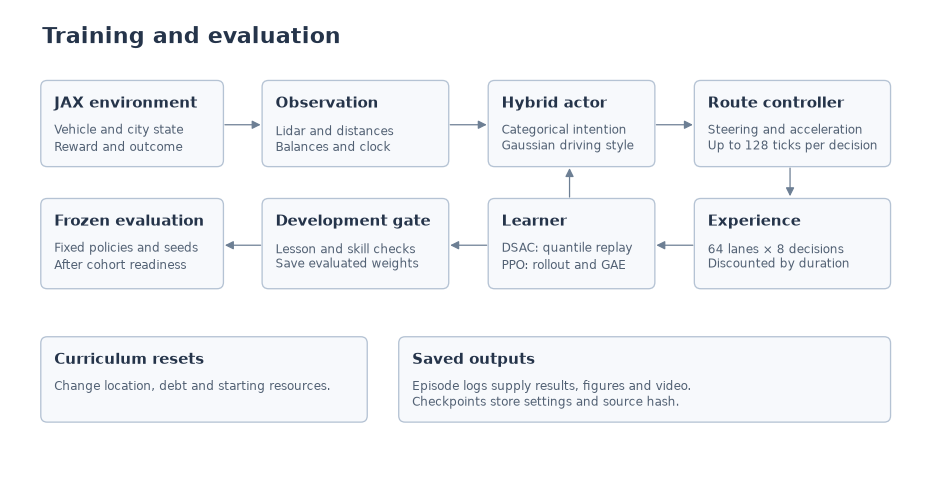 Training and evaluation
JAX environment
Vehicle and city state
Reward and outcome
Observation
Lidar and distances
Balances and clock
Hybrid actor
Categorical intention
Gaussian driving style
Route controller
Steering and acceleration
Up to 128 ticks per decision
Frozen evaluation
Fixed policies and seeds
After cohort readiness
Development gate
Lesson and skill checks
Save evaluated weights
Learner
DSAC: quantile replay
PPO: rollout and GAE
Experience
64 lanes × 8 decisions
Discounted by duration
Curriculum resets
Change location, debt and starting resources.
Saved outputs
Episode logs supply results, figures and video.
Checkpoints store settings and source hash.